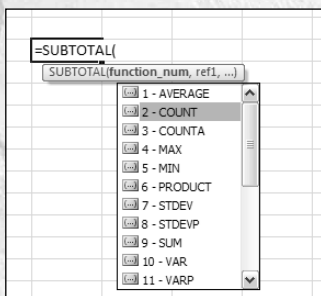 =SUBTOTAL(
SUBTOTAL(function_num, ref1, ...)
(...) 1 - AVERAGE
(...) 2 - COUNT
(...) 3 - COUNTA
(...) 4 - MAX
(...) 5 - MIN
(...) 6 - PRODUCT
(...) 7 - STDEV
(...) 8 - STDEVP
(...) 9 - SUM
(...) 10 - VAR
(...) 11 - VARP